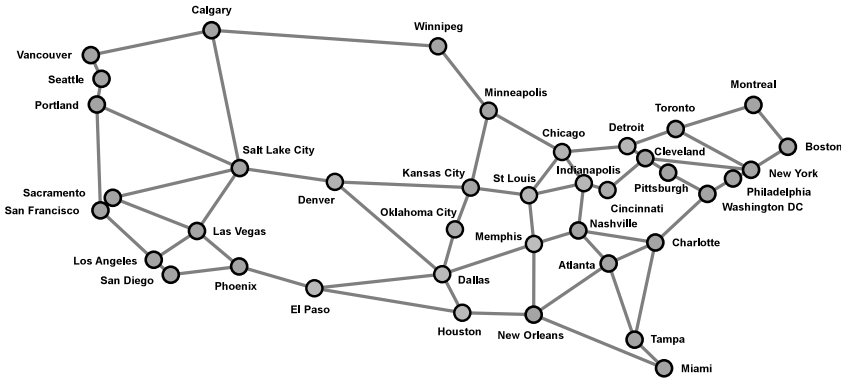 Calgary
Winnipeg
Vancouver
Seattle
Portland
Minneapolis
Montreal
Toronto
Detroit
Chicago
Boston
Cleveland
Salt Lake City
Kansas City
St Louis
Indianapolis
New York
Pittsburgh
Philadelphia
Denver
Sacramento
San Francisco
Oklahoma City
Cincinnati
Washington DC
Las Vegas
Nashville
Memphis
Charlotte
Los Angeles
San Diego
Phoenix
Dallas
Atlanta
El Paso
Houston
New Orleans
Tampa
Miami